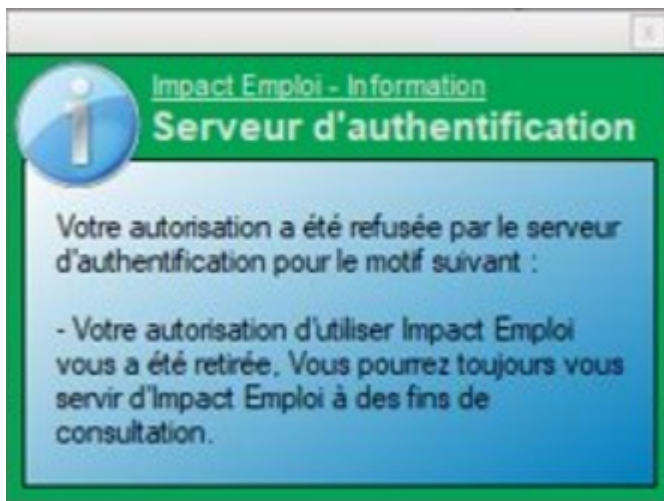 Impact Emploi - Information
Serveur d'authentification
Votre autorisation a été refusée par le serveur
d'authentification pour le motif suivant :
- Votre autorisation d'utiliser Impact Emploi
vous a été retirée, Vous pourrez toujours vous
servir d'Impact Emploi à des fins de
consultation.